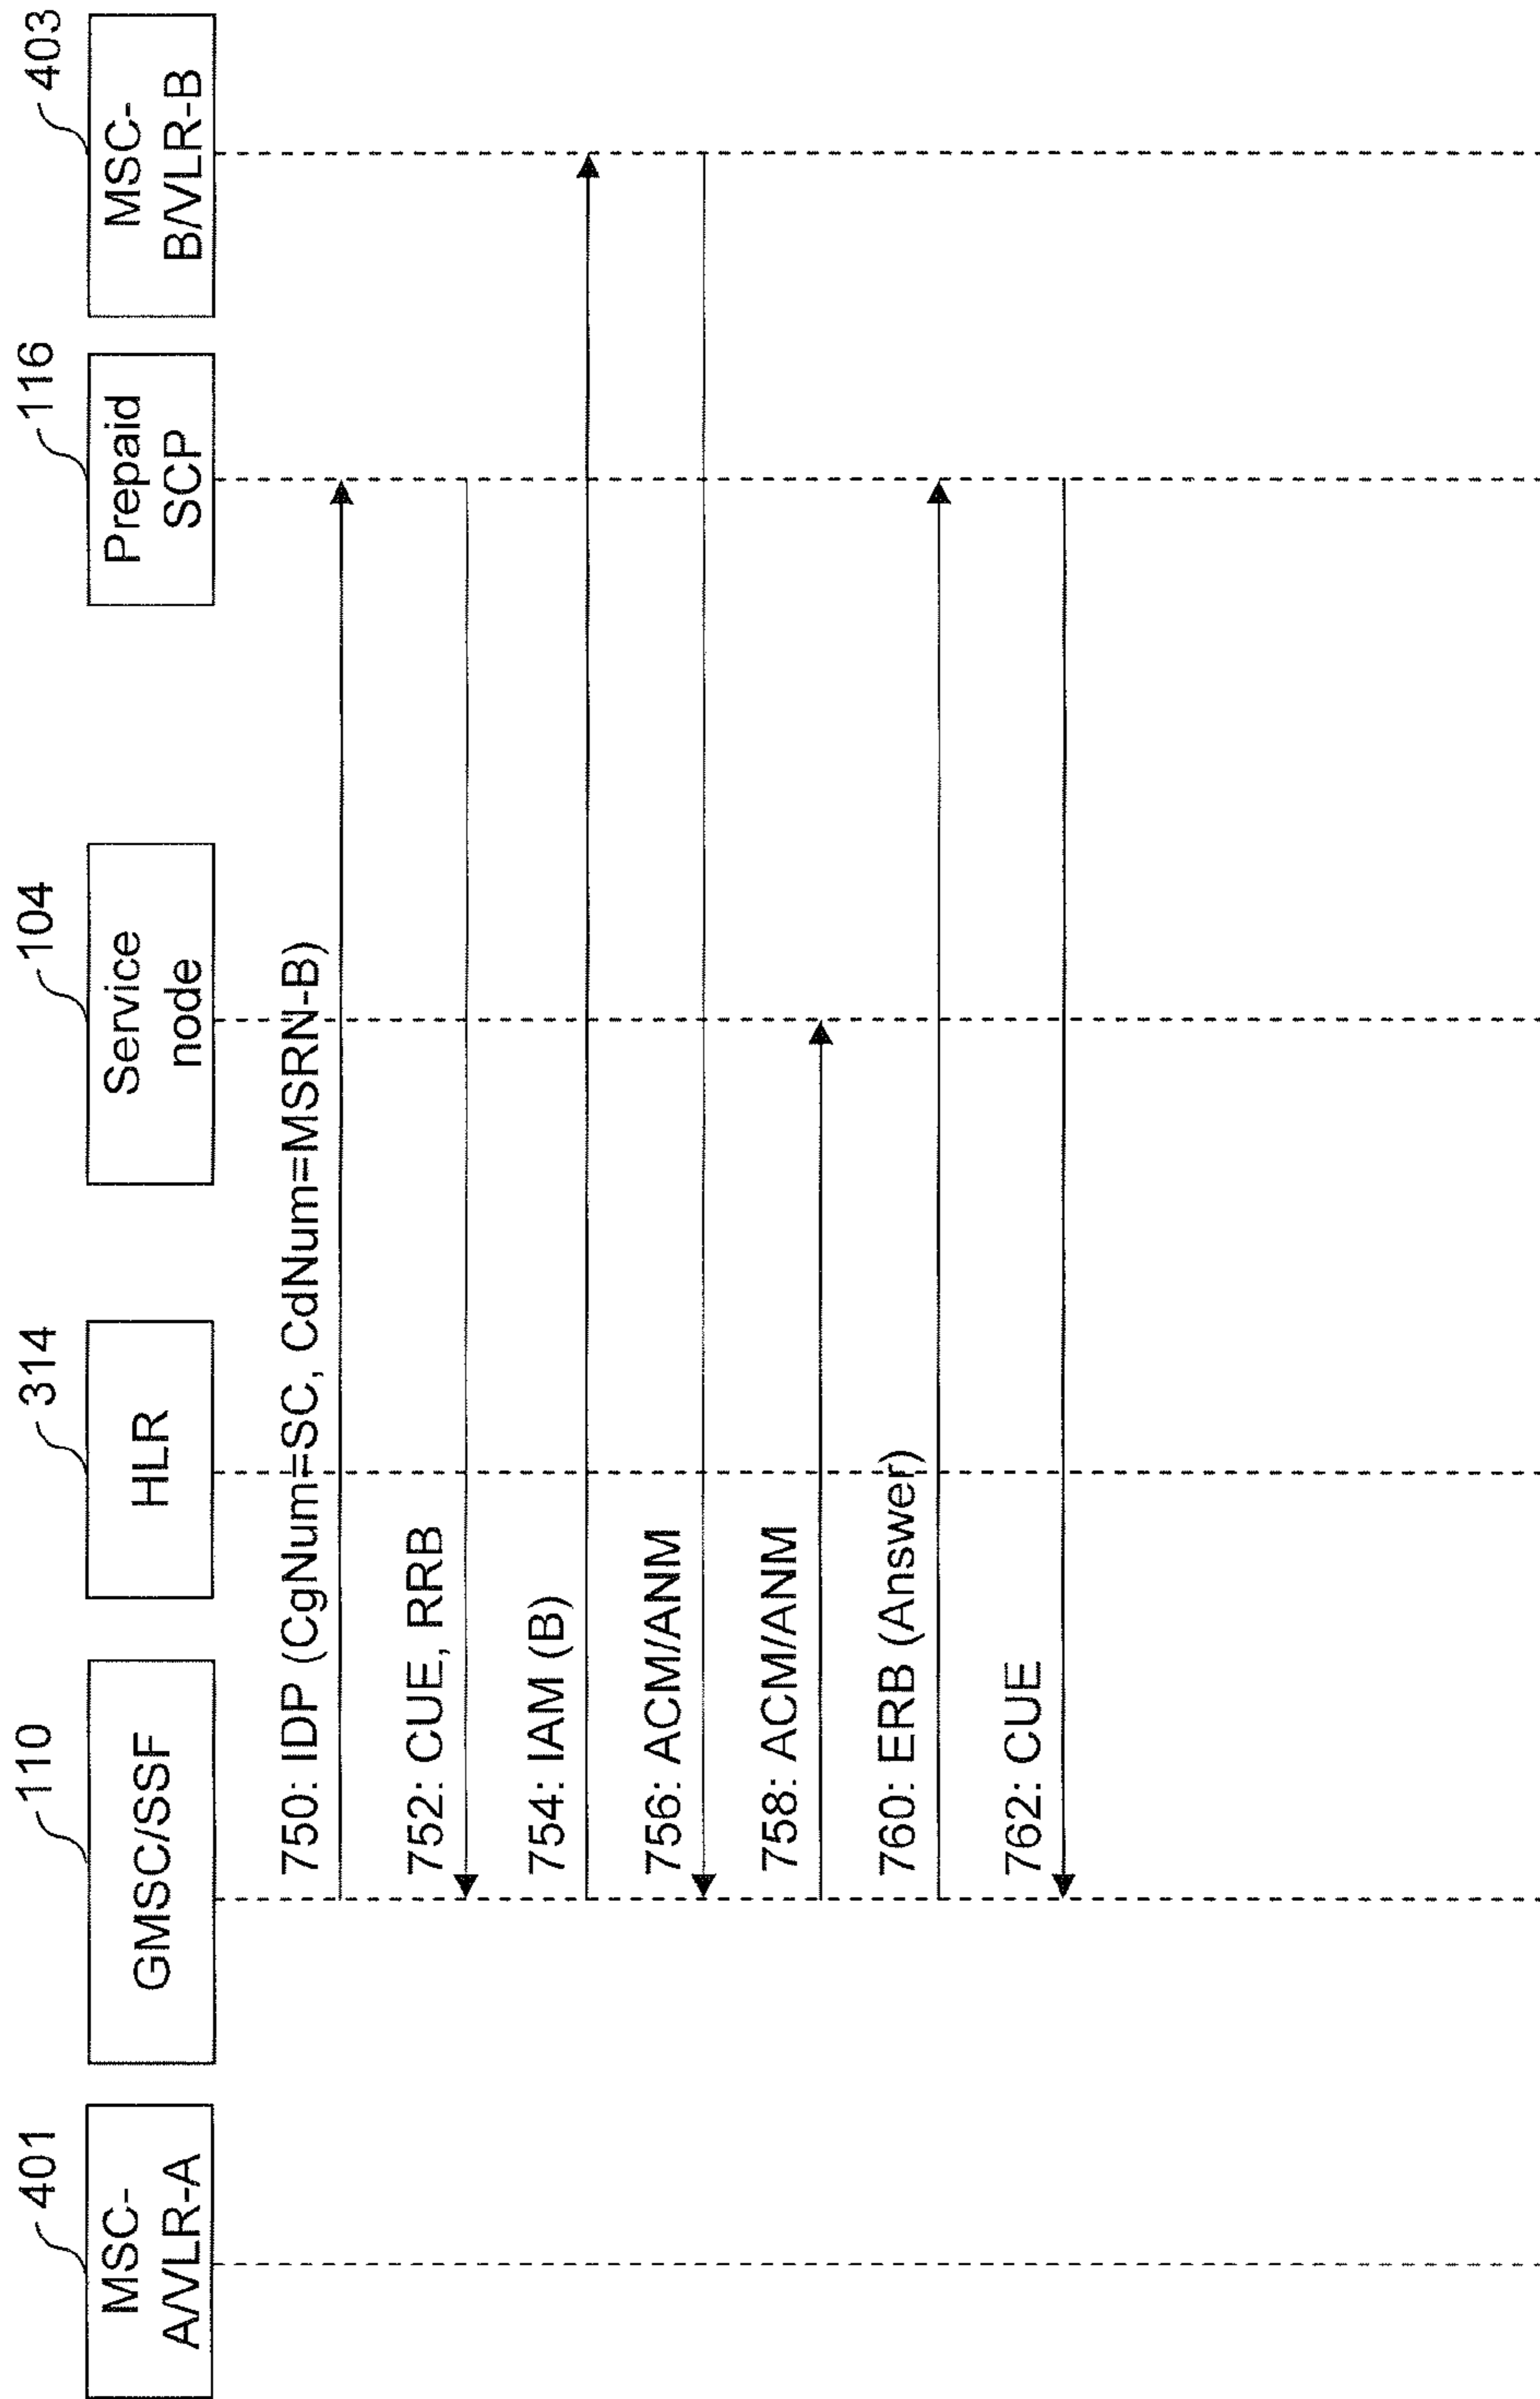 401
MSC-
A/VLR-A
110
GMSC/SSF
314
HLR
104
Service
node
116
Prepaid
SCP
403
MSC-
B/VLR-B
750: IDP (CgNum=SC, CdNum=MSRN-B)
752: CUE, RRB
754: IAM (B)
756: ACM/ANM
758: ACM/ANM
760: ERB (Answer)
762: CUE